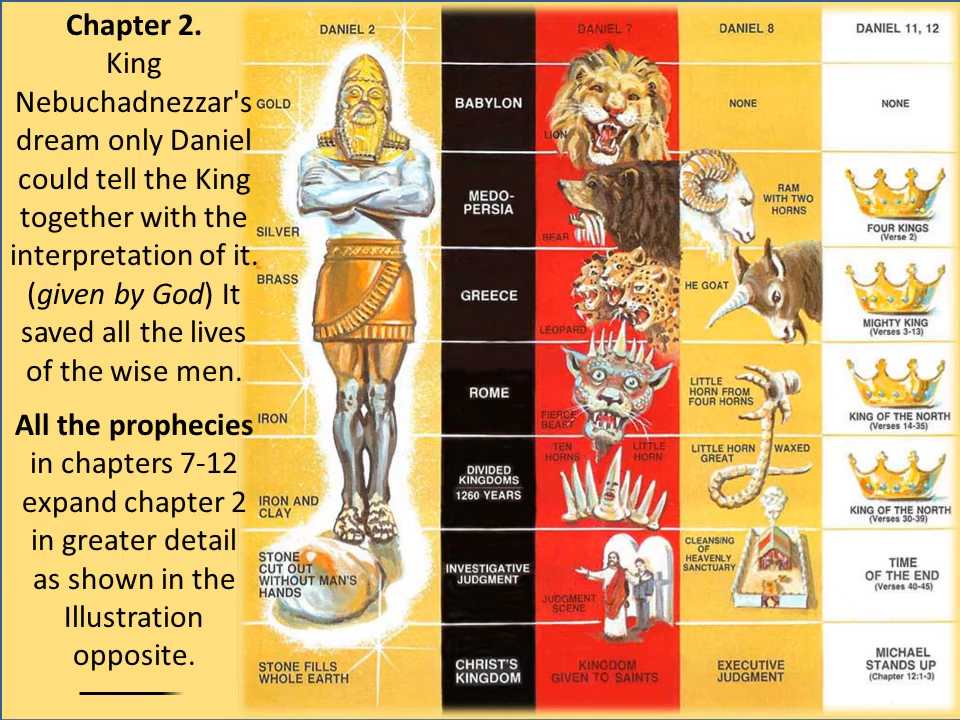 Chapter 2.
King
Nebuchadnezzar's
dream only Daniel
could tell the King
together with the
interpretation of it.
(given by God) It
saved all the lives
of the wise men.
All the prophecies
in chapters 7-12
expand chapter 2
in greater detail
as shown in the
Illustration
opposite.
DANIEL 2
DANIEL 7
DANIEL 8
DANIEL 11, 12
GOLD
BABYLON
LION
NONE
NONE
SILVER
MEDO-
PERSIA
BEAR
RAM
WITH TWO
HORNS
FOUR KINGS
(Verse 2)
BRASS
GREECE
LEOPARD
HE GOAT
MIGHTY KING
(Verses 3-13)
IRON
ROME
FIERCE
BEAST
LITTLE
HORN FROM
FOUR HORNS
KING OF THE NORTH
(Verses 14-35)
IRON AND
CLAY
DIVIDED
KINGDOMS
1260 YEARS
TEN
HORNS
LITTLE
HORN
LITTLE HORN WAXED
GREAT
KING OF THE NORTH
(Verses 30-39)
STONE
CUT OUT
WITHOUT MAN'S
HANDS
INVESTIGATIVE
JUDGMENT
JUDGMENT
SCENE
CLEANSING
OF
HEAVENLY
SANCTUARY
TIME
OF THE END
(Verses 40-45)
STONE FILLS
WHOLE EARTH
CHRIST'S
KINGDOM
KINGDOM
GIVEN TO SAINTS
EXECUTIVE
JUDGMENT
MICHAEL
STANDS UP
(Chapter 12:1-3)